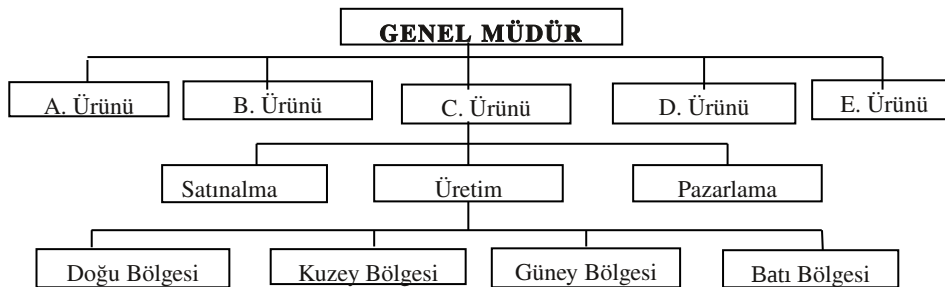 GENEL MÜDÜR
A. Ürünü B. Ürünü C. Ürünü D. Ürünü E. Ürünü
Satınalma Üretim Pazarlama
Doğu Bölgesi Kuzey Bölgesi Güney Bölgesi Batı Bölgesi